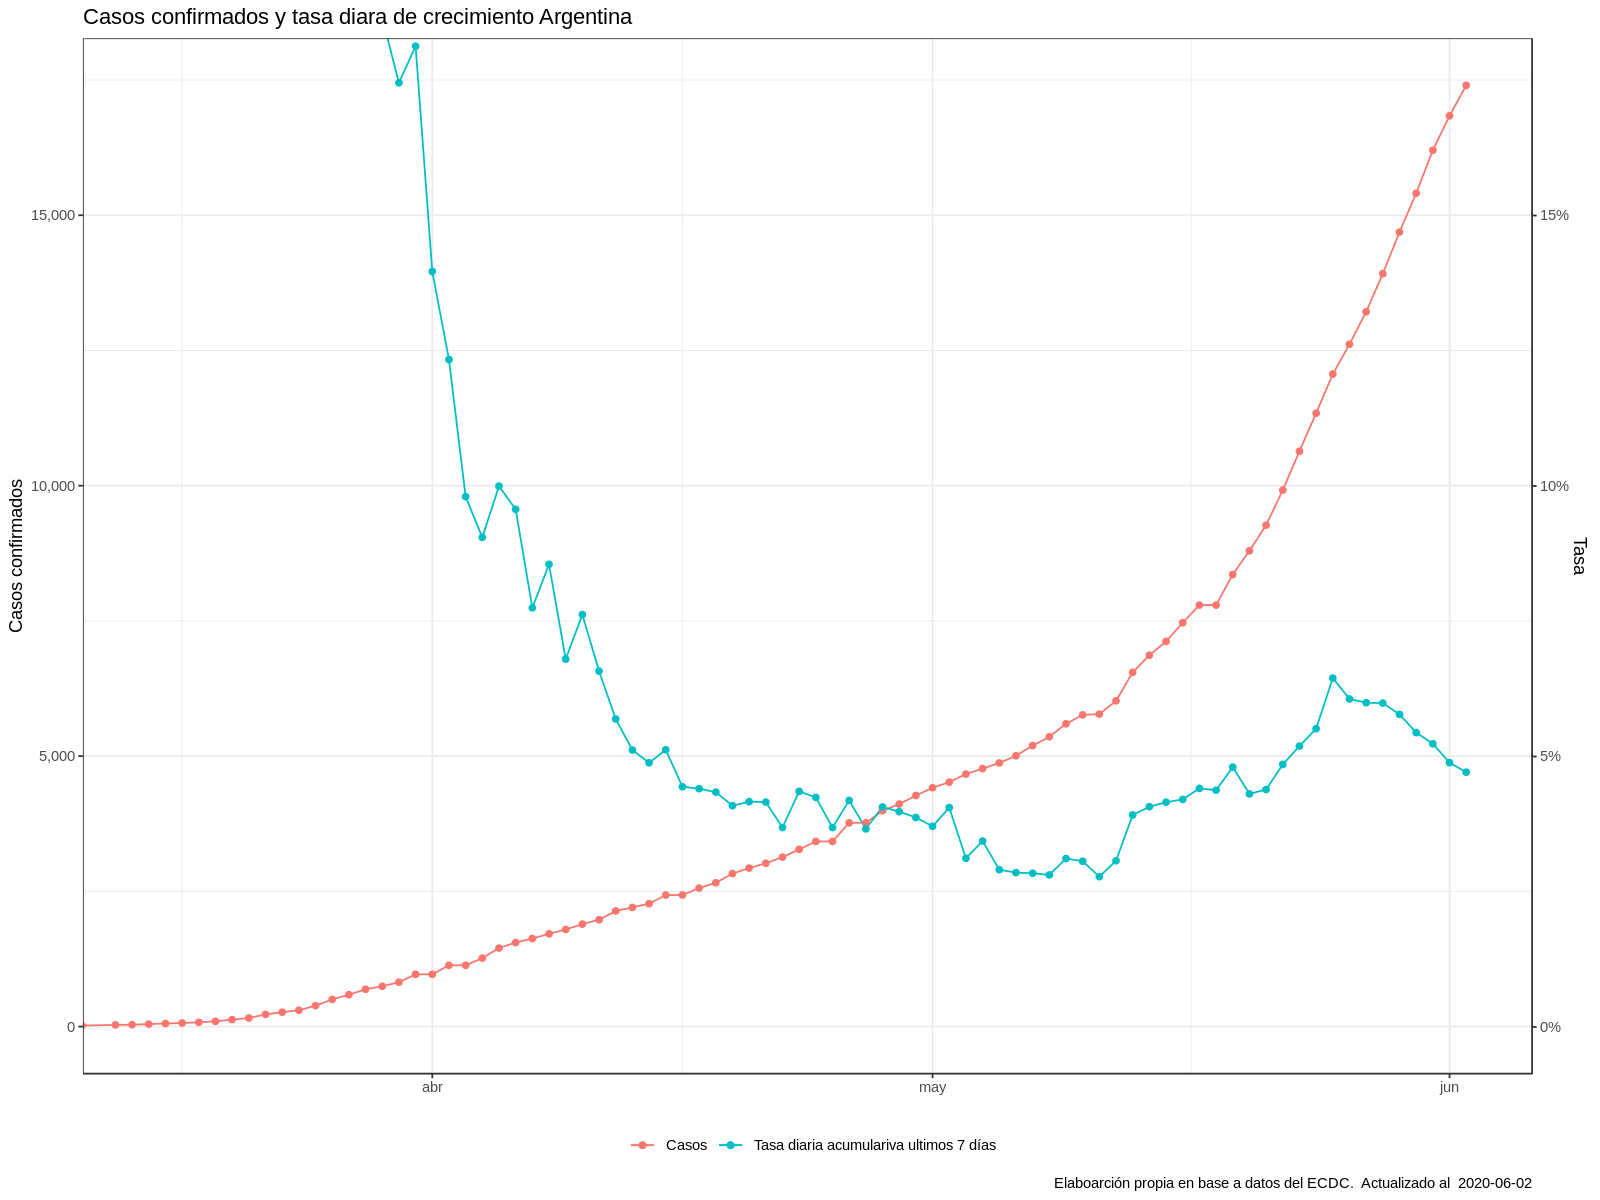 Casos confirmados y tasa diara de crecimiento Argentina
Casos confirmados
15,000
10,000
5,000
0
15%
10%
5%
0%
Tasa
abr
may
jun
Casos
Tasa diaria acumulariva ultimos 7 días
Elaboarción propia en base a datos del ECDC.  Actualizado al  2020-06-02